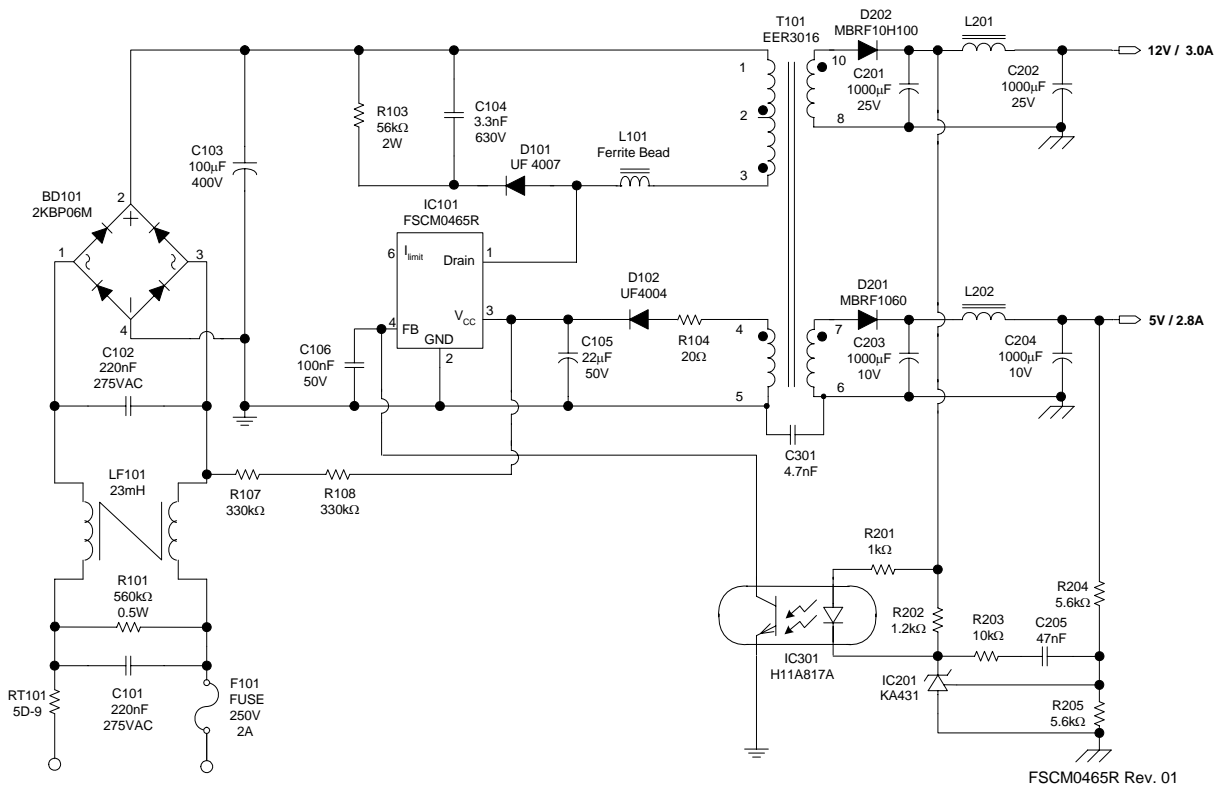 T101
EER3016
D202
MBRF10H100
L201
12V / 3.0A
10
1
C201
1000µF
25V
C202
1000µF
25V
R103
56kΩ
2W
C104
3.3nF
630V
2
8
L101
Ferrite Bead
C103
100µF
400V
D101
UF 4007
3
BD101
2KBP06M
2
IC101
FSCM0465R
1
3
6
Ilimit
Drain
1
D102
UF4004
D201
MBRF1060
L202
VCC
3
4
FB
GND
2
4
7
5V / 2.8A
4
C102
220nF
275VAC
C106
100nF
50V
C105
22µF
50V
R104
20Ω
C203
1000µF
10V
C204
1000µF
10V
5
6
C301
4.7nF
LF101
23mH
R107
330kΩ
R108
330kΩ
R201
1kΩ
R101
560kΩ
0.5W
R204
5.6kΩ
R202
1.2kΩ
R203
10kΩ
C205
47nF
IC301
H11A817A
IC201
KA431
RT101
5D-9
C101
220nF
275VAC
F101
FUSE
250V
2A
R205
5.6kΩ
FSCM0465R Rev. 01